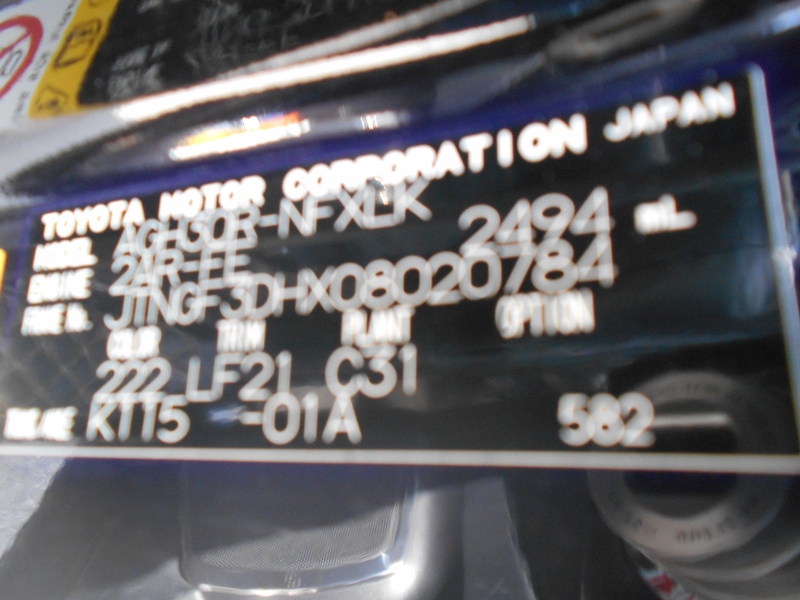 TOYOTA MOTOR CORPORATION JAPAN
MODEL AGH30R-NFXLK
ENGINE 2AR-FE 2494 mL
FRAME No. JTNGF3DHX08020784
COLOR TRIM PLANT OPTION
222 LF21 C31
TRANS./AXLE K115 -01A 582